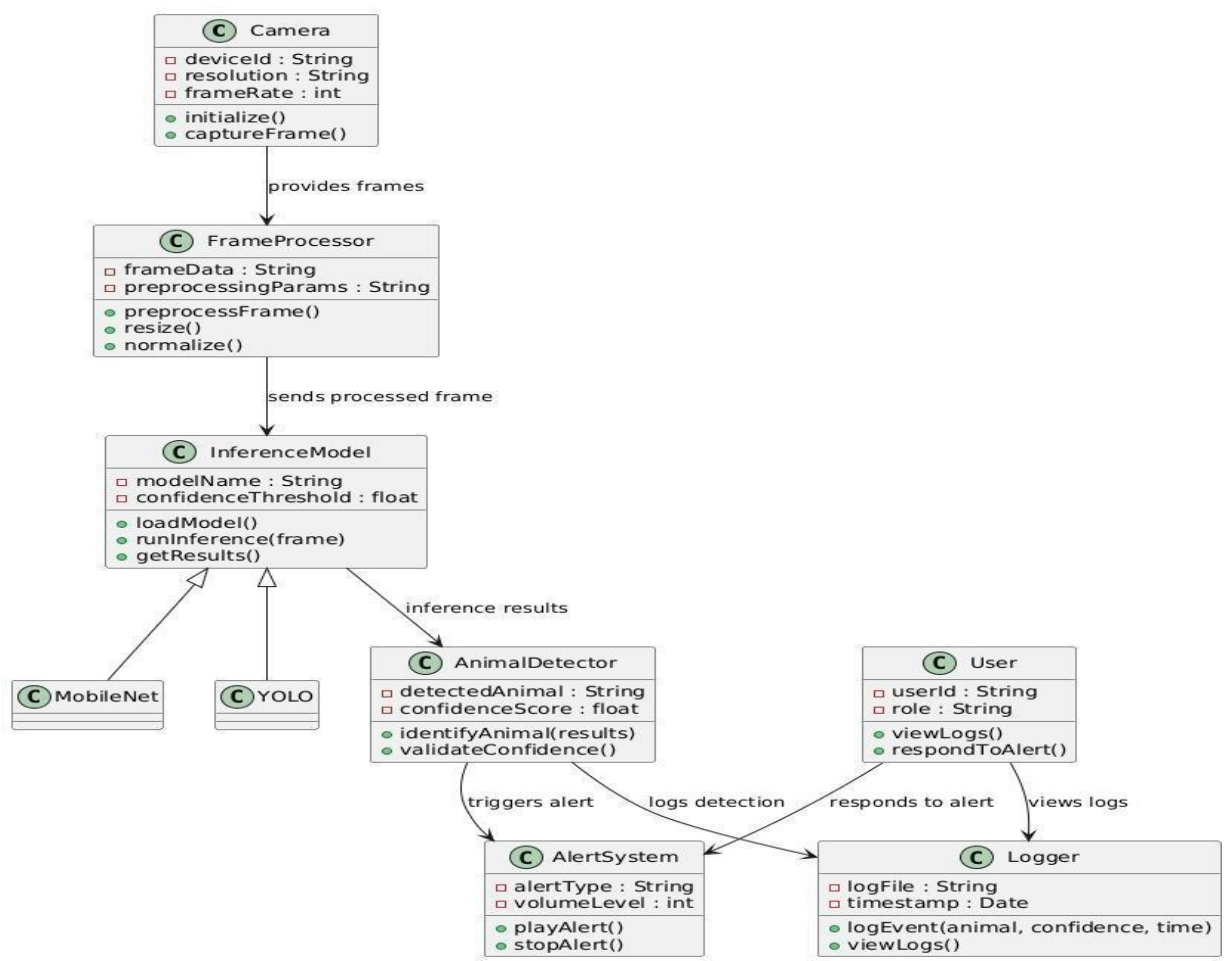 C Camera
deviceId : String
resolution : String
frameRate : int
initialize()
captureFrame()
provides frames
C FrameProcessor
frameData : String
preprocessingParams : String
preprocessFrame()
resize()
normalize()
sends processed frame
C InferenceModel
modelName : String
confidenceThreshold : float
loadModel()
runInference(frame)
getResults()
inference results
C MobileNet
C YOLO
C AnimalDetector
detectedAnimal : String
confidenceScore : float
identifyAnimal(results)
validateConfidence()
C User
userId : String
role : String
viewLogs()
respondToAlert()
triggers alert
logs detection
responds to alert
views logs
C AlertSystem
alertType : String
volumeLevel : int
playAlert()
stopAlert()
C Logger
logFile : String
timestamp : Date
logEvent(animal, confidence, time)
viewLogs()